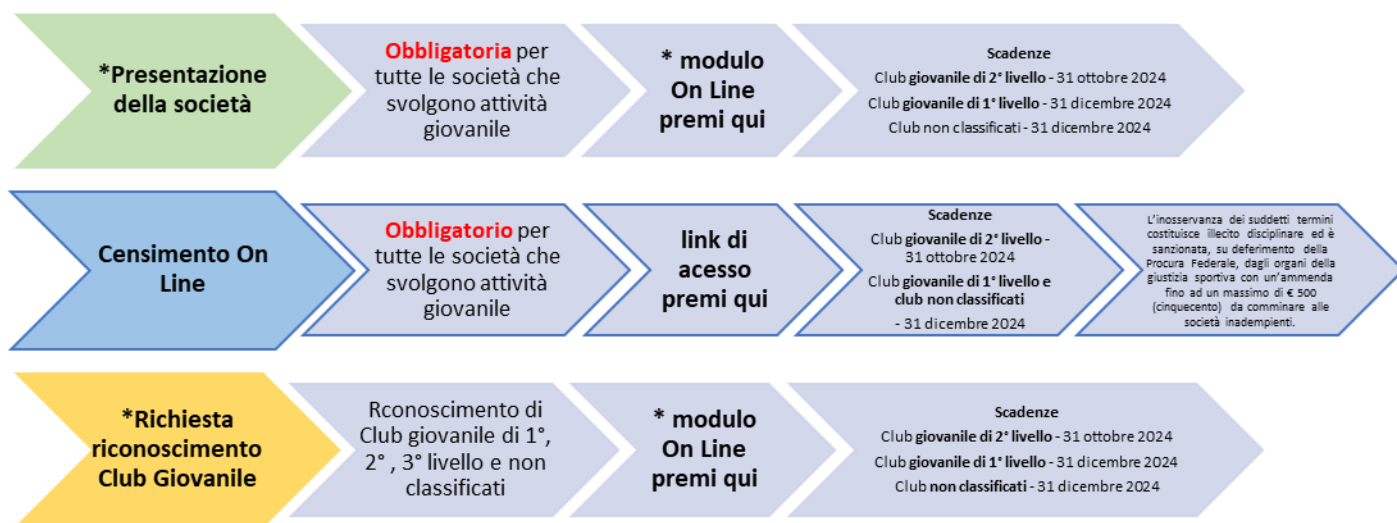 *Presentazione
della società
Obbligatoria per
tutte le società che
svolgono attività
giovanile
* modulo
On Line
premi qui
Scadenze
Club giovanile di 2° livello - 31 ottobre 2024
Club giovanile di 1° livello - 31 dicembre 2024
Club non classificati - 31 dicembre 2024
Censimento On
Line
Obbligatorio per
tutte le società che
svolgono attività
giovanile
link di
acesso
premi qui
Scadenze
Club giovanile di 2° livello -
31 ottobre 2024
Club giovanile di 1° livello e
club non classificati
- 31 dicembre 2024
L'inosservanza dei suddetti termini
costituisce illecito disciplinare ed è
sanzionata, su deferimento della
Procura Federale, dagli organi della
giustizia sportiva con un'ammenda
fino ad un massimo di € 500
(cinquecento) da comminare alle
società inadempienti.
*Richiesta
riconoscimento
Club Giovanile
Rconoscimento di
Club giovanile di 1°,
2° , 3° livello e non
classificati
* modulo
On Line
premi qui
Scadenze
Club giovanile di 2° livello - 31 ottobre 2024
Club giovanile di 1° livello - 31 dicembre 2024
Club non classificati - 31 dicembre 2024